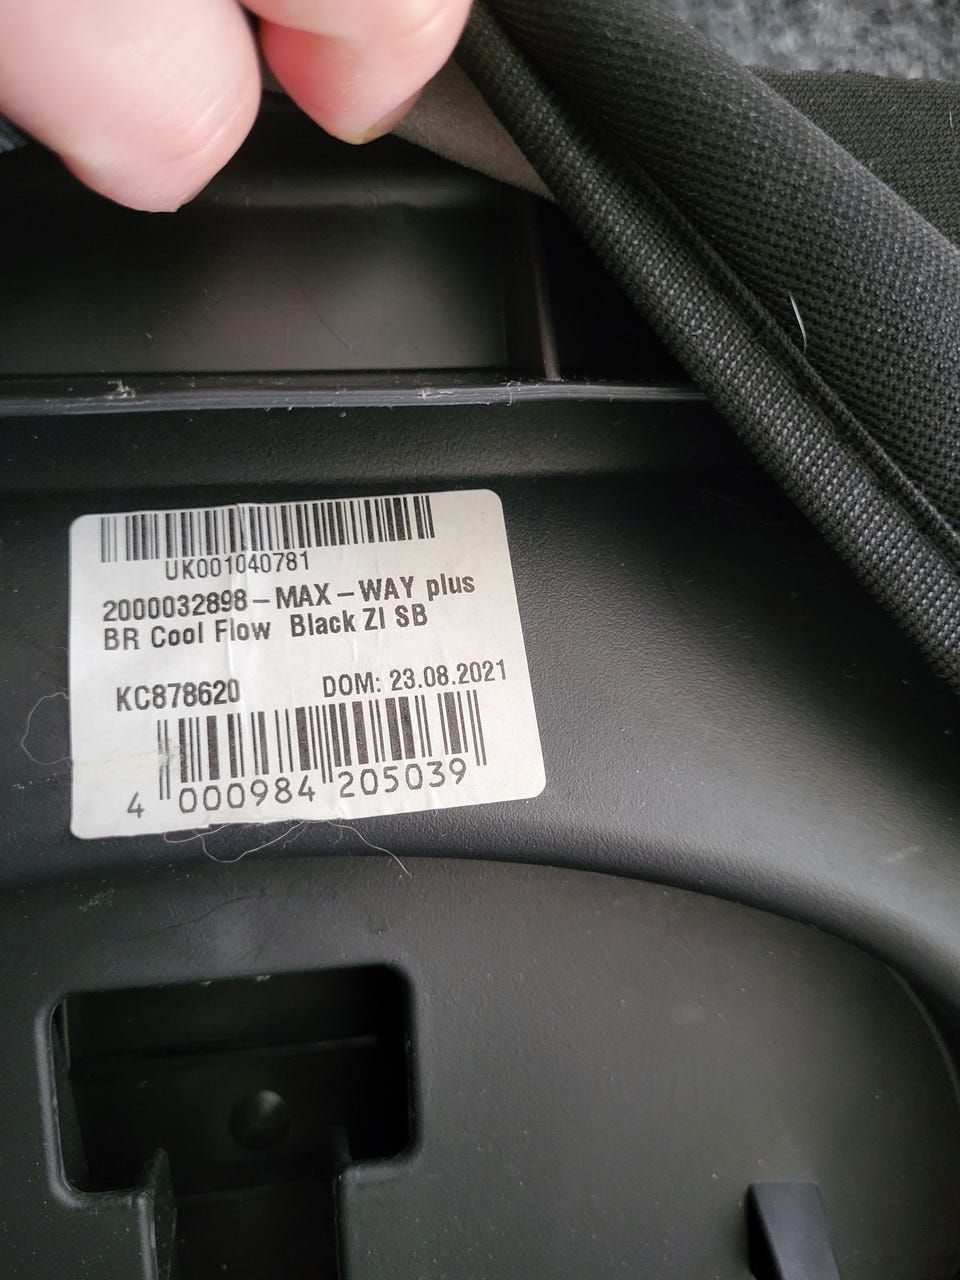 UK001040781
2000032898-MAX-WAY plus
BR Cool Flow Black ZI SB
KC878620 DOM: 23.08.2021
4 000984 205039